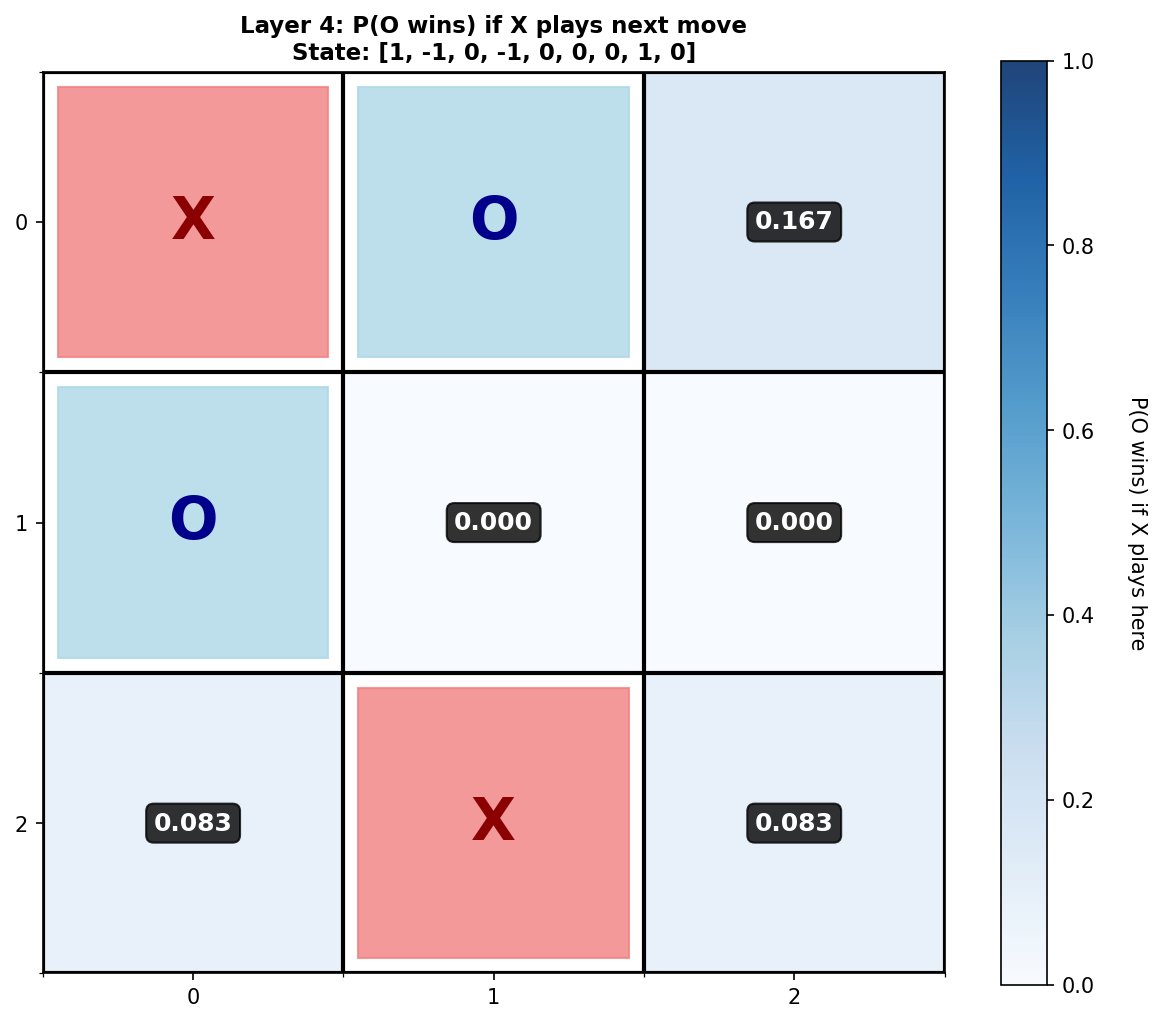 Layer 4: P(O wins) if X plays next move
State: [1, -1, 0, -1, 0, 0, 0, 1, 0]
X
O
0.167
O
0.000
0.000
0.083
X
0.083
0
1
2
0
1
2
1.0
0.8
0.6
0.4
0.2
0.0
P(O wins) if X plays here